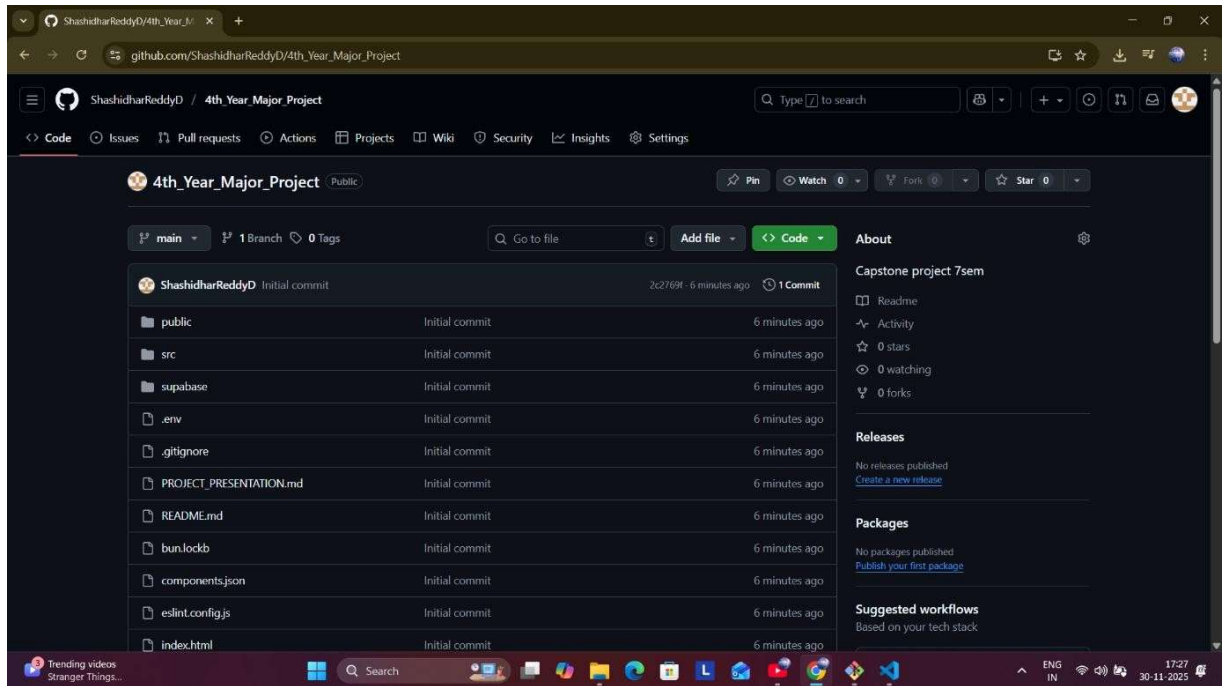 ShashidharReddyD/4th_Year_M
github.com/ShashidharReddyD/4th_Year_Major_Project
ShashidharReddyD / 4th_Year_Major_Project
Type / to search
Code Issues Pull requests Actions Projects Wiki Security Insights Settings
4th_Year_Major_Project Public
Pin Watch 0 Fork 0 Star 0
main 1 Branch 0 Tags Go to file t Add file Code
About
Capstone project 7sem
Readme
Activity
0 stars
0 watching
0 forks
ShashidharReddyD Initial commit 2c2769f · 6 minutes ago 1 Commit
public Initial commit 6 minutes ago
src Initial commit 6 minutes ago
supabase Initial commit 6 minutes ago
.env Initial commit 6 minutes ago
.gitignore Initial commit 6 minutes ago
PROJECT_PRESENTATION.md Initial commit 6 minutes ago
README.md Initial commit 6 minutes ago
bun.lockb Initial commit 6 minutes ago
components.json Initial commit 6 minutes ago
eslint.config.js Initial commit 6 minutes ago
index.html Initial commit 6 minutes ago
Releases
No releases published
Create a new release
Packages
No packages published
Publish your first package
Suggested workflows
Based on your tech stack
3
Trending videos
Stranger Things...
Search
L
ENG
IN
17:27
30-11-2025